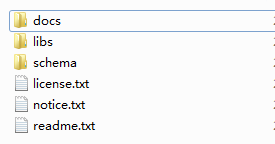 docs
libs
schema
license.txt
notice.txt
readme.txt